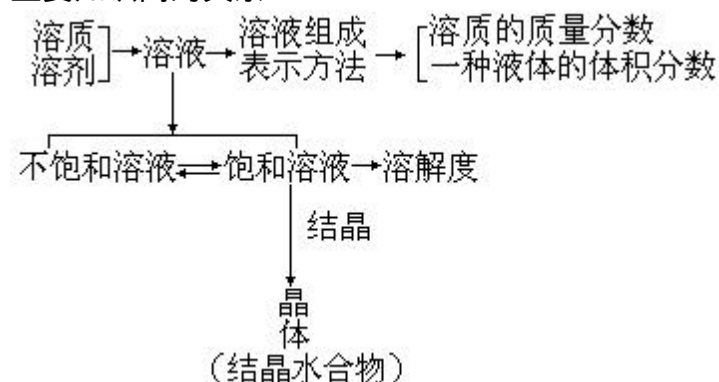 溶质
溶剂
溶液
溶液组成
表示方法
溶质的质量分数
一种液体的体积分数
不饱和溶液
饱和溶液
溶解度
结晶
晶
体
（结晶水合物）